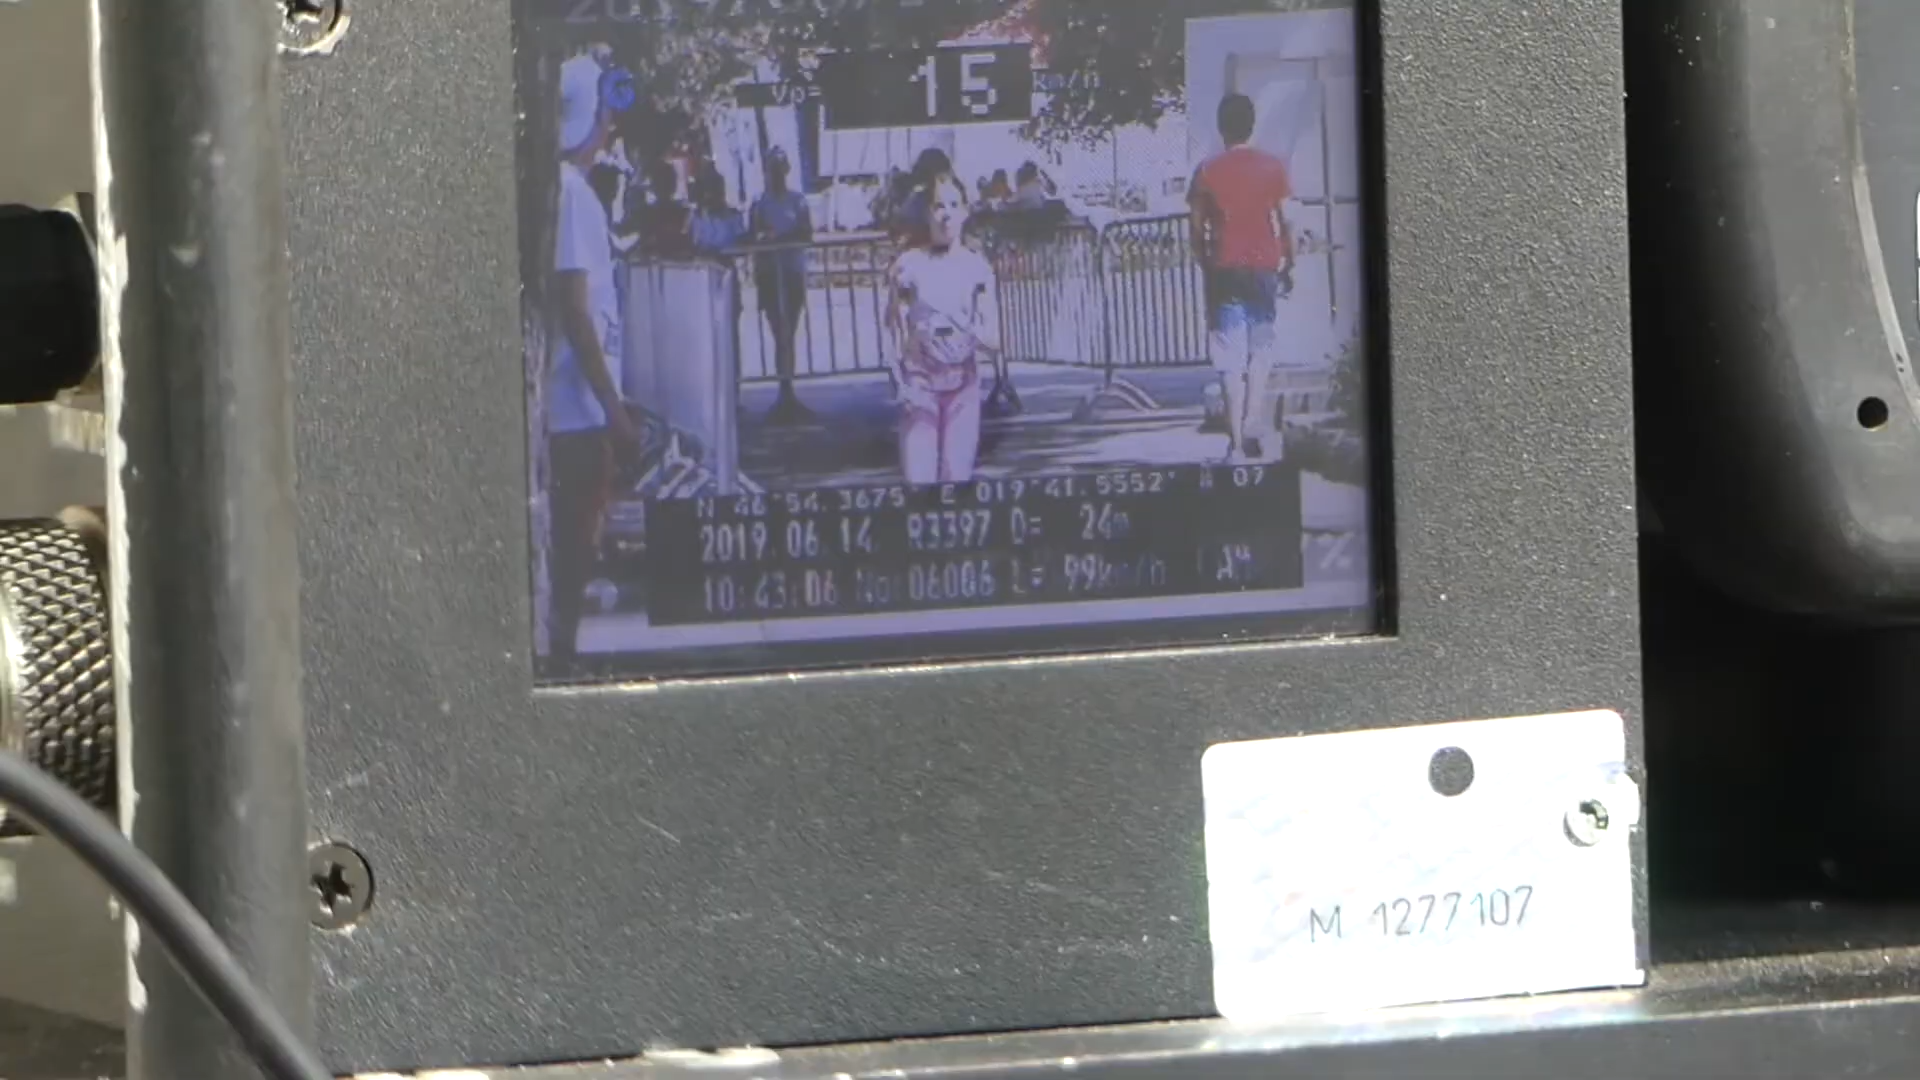 Vp= 15 km/h
N 46°54.3675' E 019°41.5552' 07
2019.06.14 R3397 D= 24m
10:43:06 No:06006 L= 99km/h
M 1277107